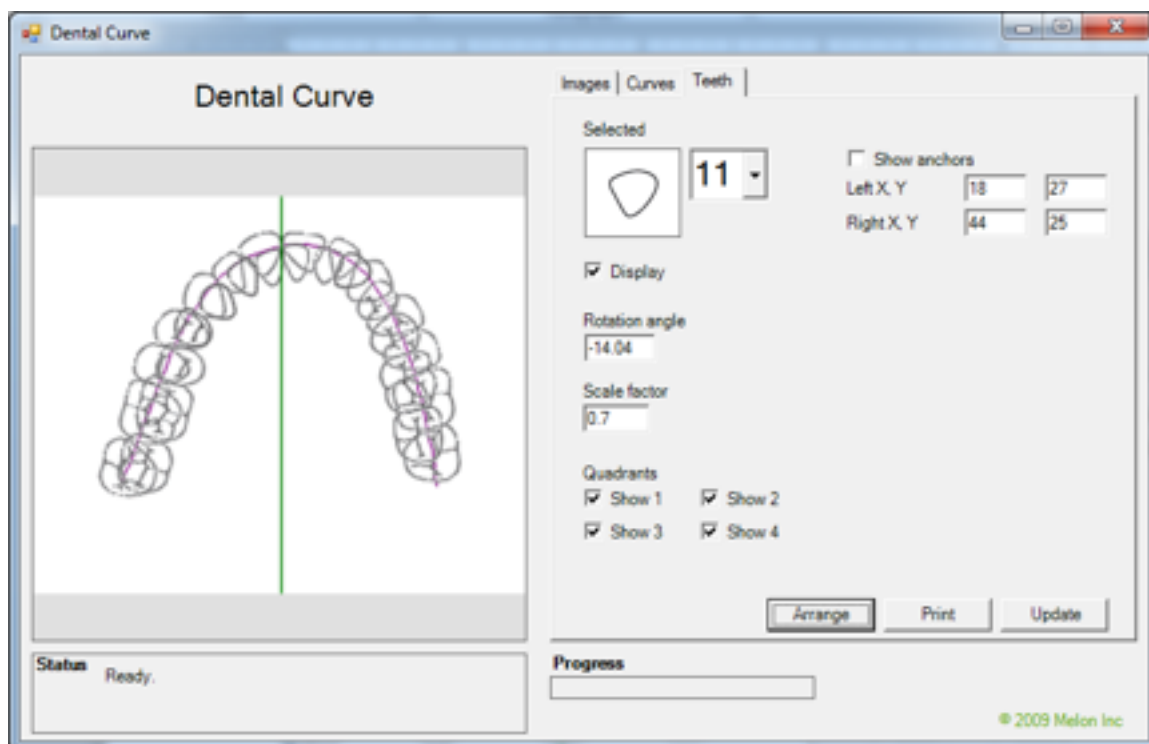 Dental Curve
Dental Curve
Images Curves Teeth
Selected
11
Show anchors
Left X, Y 18 27
Right X, Y 44 25
Display
Rotation angle
-14.04
Scale factor
0.7
Quadrants
Show 1 Show 2
Show 3 Show 4
Arrange Print Update
Status Ready.
Progress
© 2009 Melon Inc